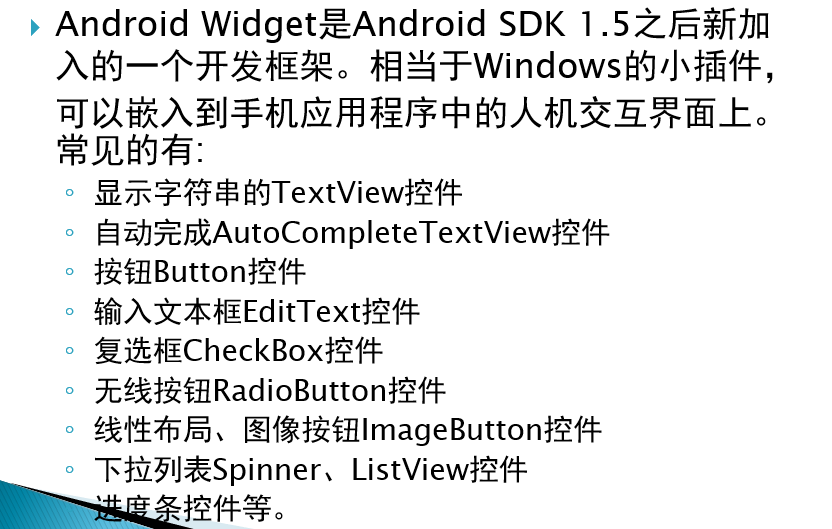 Android Widget是Android SDK 1.5之后新加
入的一个开发框架。相当于Windows的小插件，
可以嵌入到手机应用程序中的人机交互界面上。
常见的有:
显示字符串的TextView控件
自动完成AutoCompleteTextView控件
按钮Button控件
输入文本框EditText控件
复选框CheckBox控件
无线按钮RadioButton控件
线性布局、图像按钮ImageButton控件
下拉列表Spinner、ListView控件
进度条控件等。